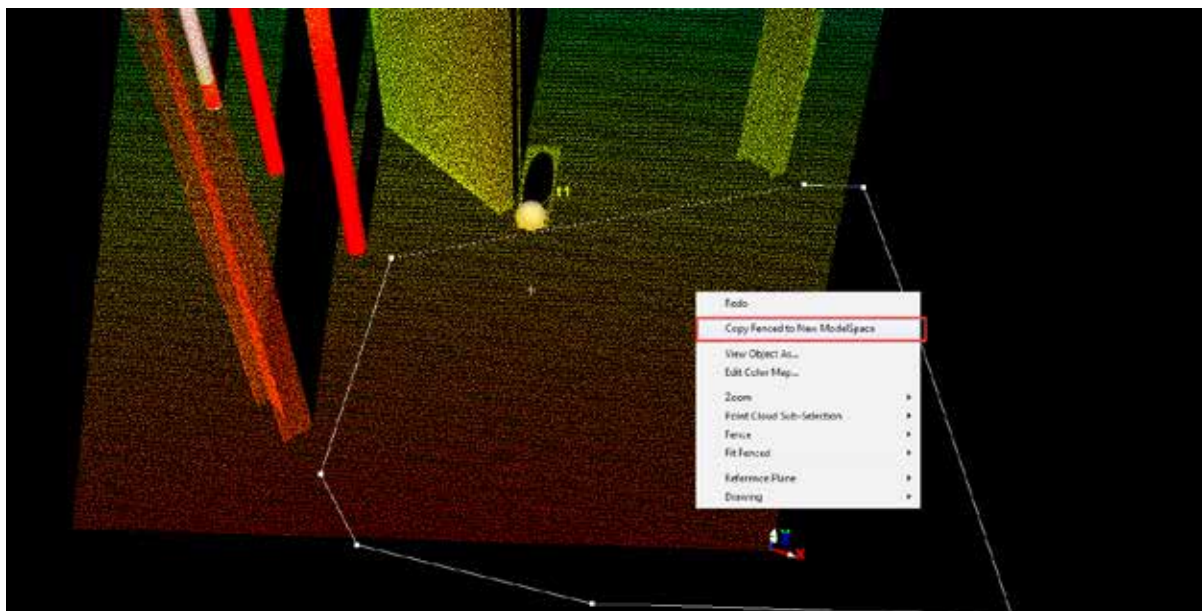 Redo
Copy Fenced to New ModelSpace
View Object As...
Edit Color Map...
Zoom
Point Cloud Sub-Selection
Fence
Fit Fenced
Reference Plane
Drawing
X